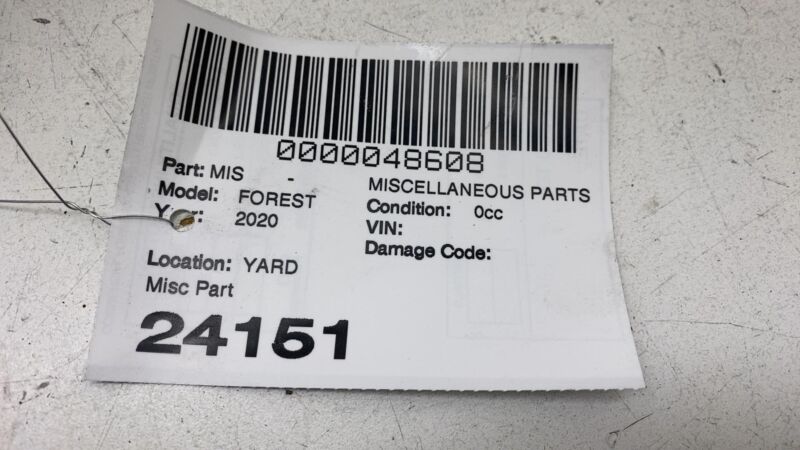 0000048608
Part: MIS -
MISCELLANEOUS PARTS
Model: FOREST
Condition: 0cc
2020
VIN:
Damage Code:
Location: YARD
Misc Part
24151